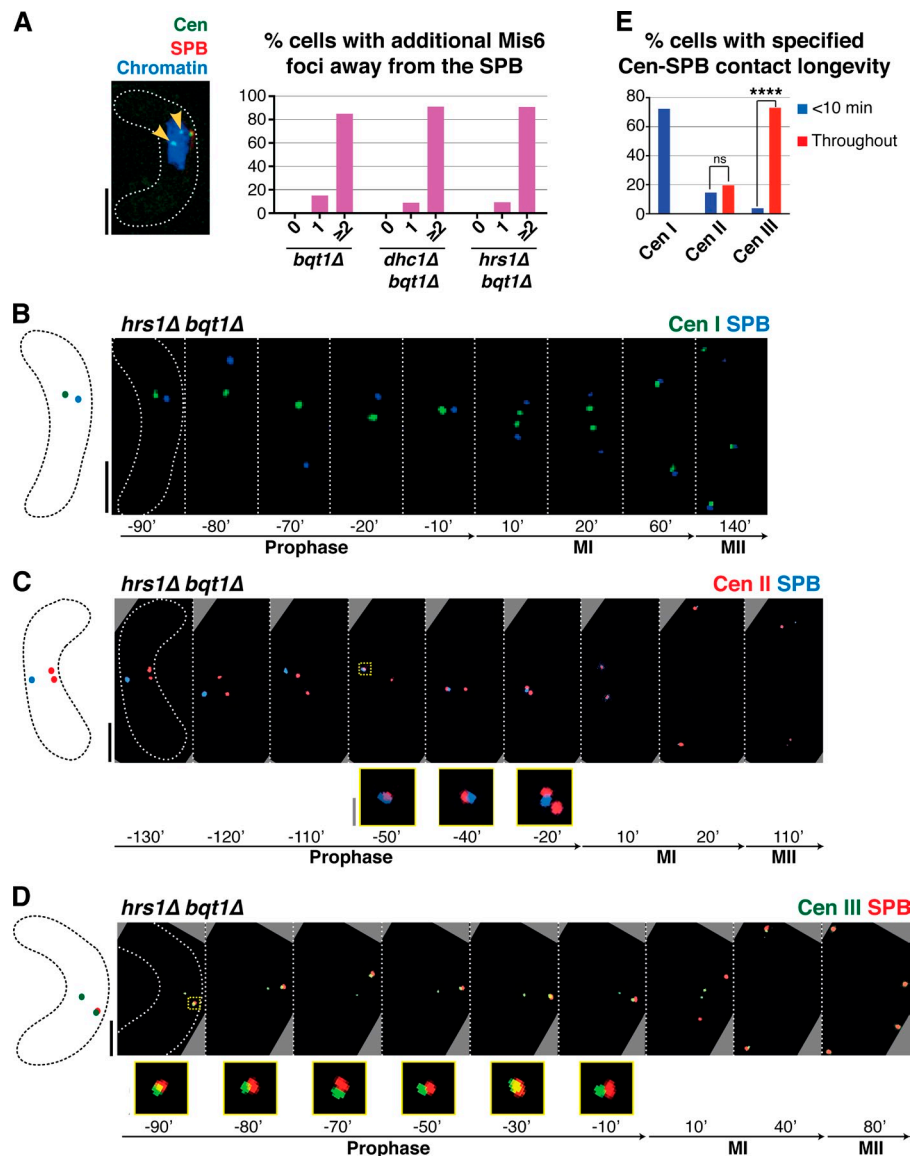 A
Cen
SPB
Chromatin
% cells with additional Mis6
foci away from the SPB
100
80
60
40
20
0
0 1 ≥2 0 1 ≥2 0 1 ≥2
bqt1Δ dhc1Δ hrs1Δ
bqt1Δ bqt1Δ
E
% cells with specified
Cen-SPB contact longevity
80
60
40
20
0
ns
****
<10 min
Throughout
Cen I Cen II Cen III
B
hrs1Δ bqt1Δ Cen I SPB
-90’ -80’ -70’ -20’ -10’ 10’ 20’ 60’ 140’
Prophase MI MII
C
hrs1Δ bqt1Δ Cen II SPB
-130’ -120’ -110’ -50’ -40’ -20’ 10’ 20’ 110’
Prophase MI MII
D
hrs1Δ bqt1Δ Cen III SPB
-90’ -80’ -70’ -50’ -30’ -10’ 10’ 40’ 80’
Prophase MI MII